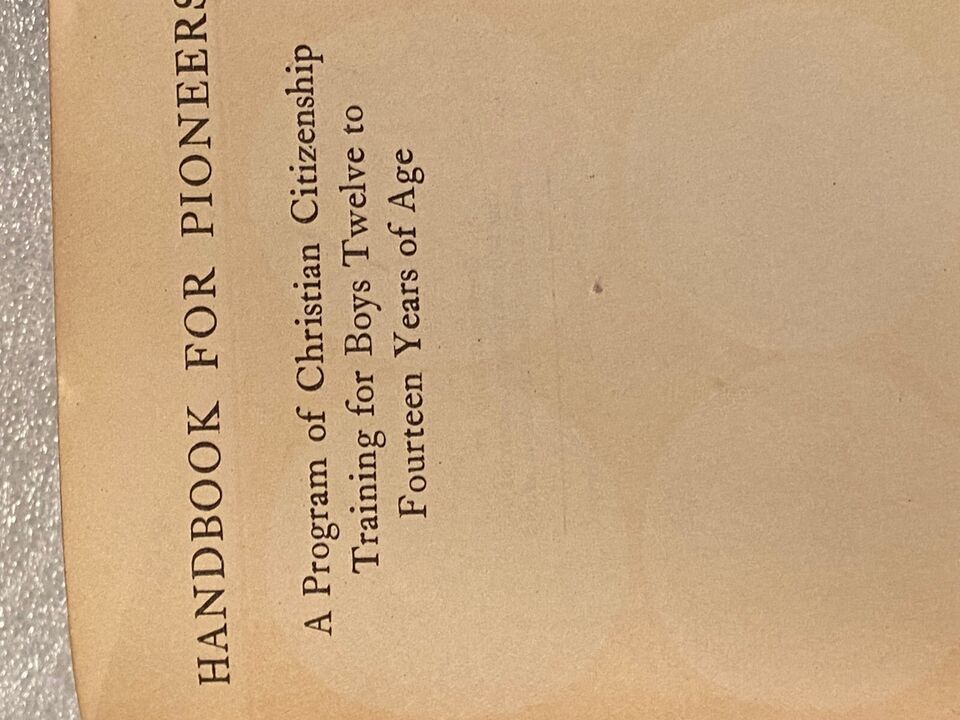 HANDBOOK FOR PIONEERS
A Program of Christian Citizenship
Training for Boys Twelve to
Fourteen Years of Age